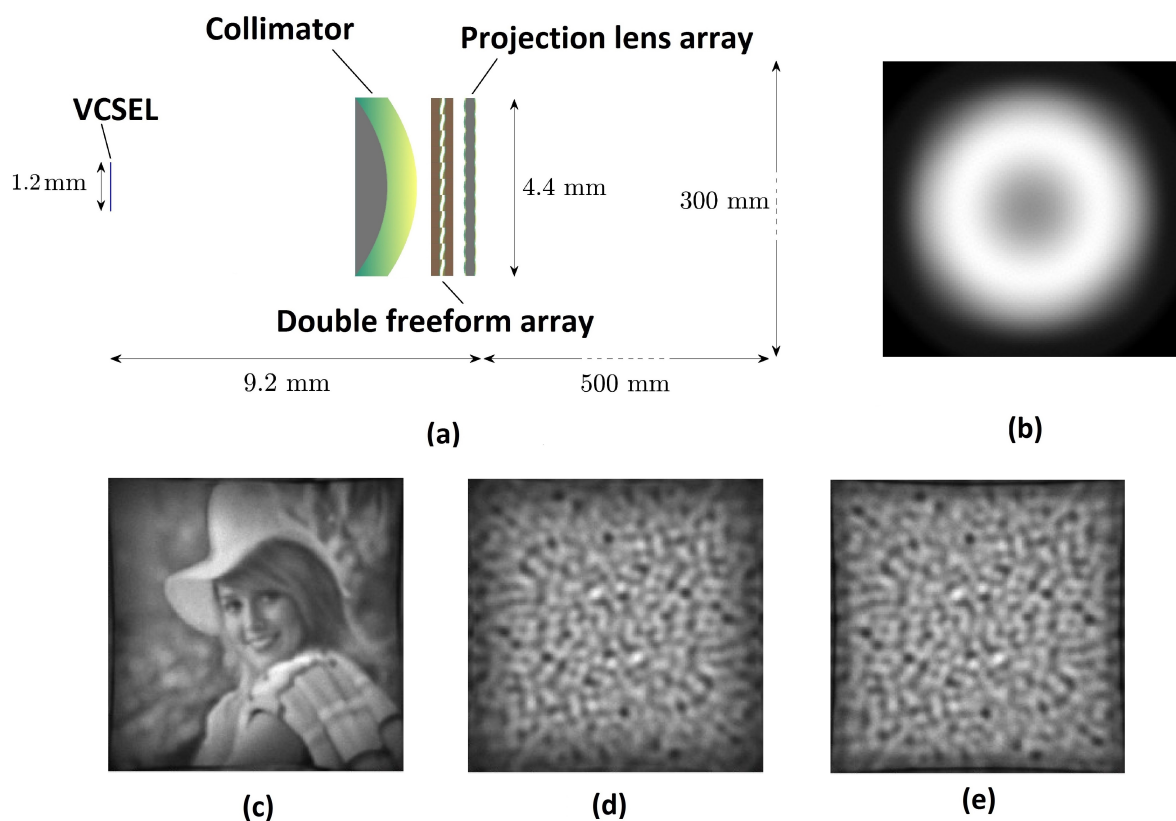 Collimator
Projection lens array
VCSEL
1.2 mm
4.4 mm
300 mm
Double freeform array
9.2 mm
500 mm
(a)
(b)
(c)
(d)
(e)